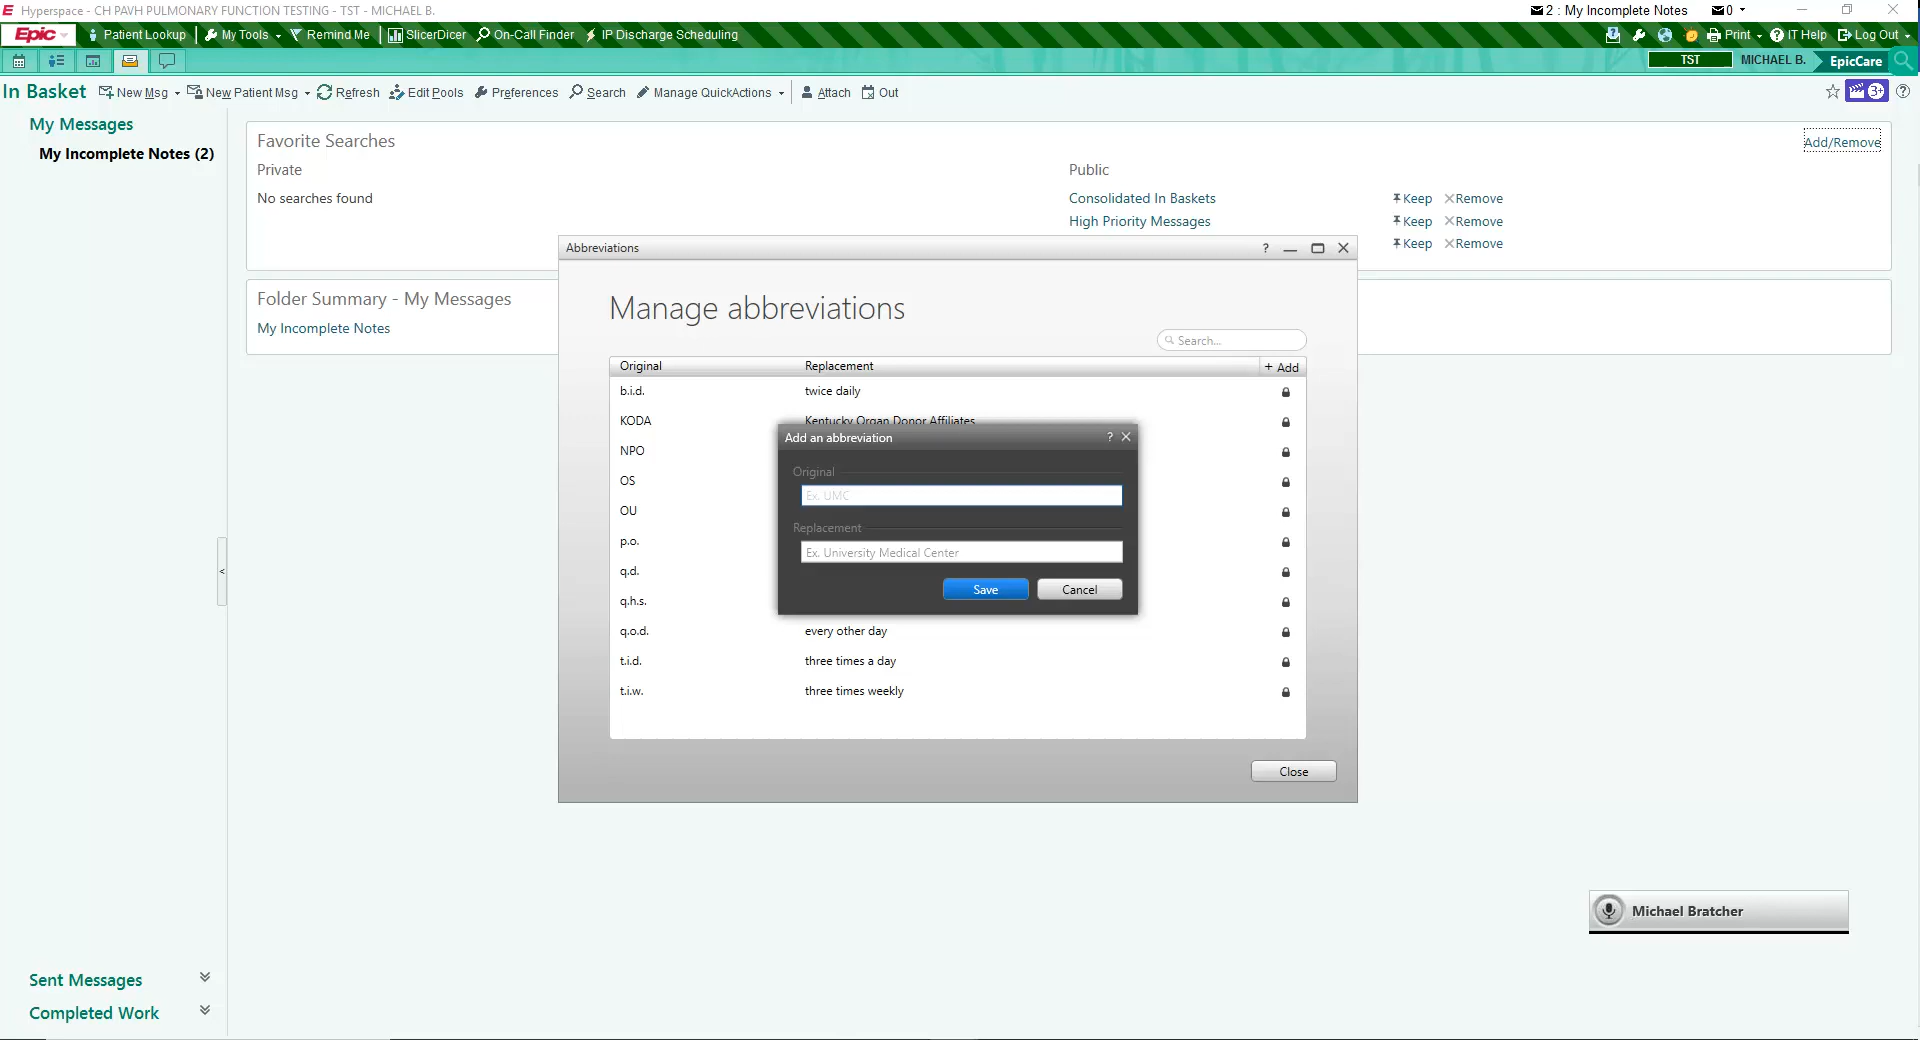 E Hyperspace - CH PAVH PULMONARY FUNCTION TESTING - TST - MICHAEL B.
2 : My Incomplete Notes 0
Epic Patient Lookup My Tools Remind Me SlicerDicer On-Call Finder IP Discharge Scheduling Print IT Help Log Out
TST MICHAEL B. EpicCare
In Basket New Msg New Patient Msg Refresh Edit Pools Preferences Search Manage QuickActions Attach Out 3+ ?
My Messages
My Incomplete Notes (2)
Favorite Searches Add/Remove
Private Public
No searches found Consolidated In Baskets Keep Remove
High Priority Messages Keep Remove
Keep Remove
Folder Summary - My Messages
My Incomplete Notes
Abbreviations ?
Manage abbreviations
Search...
Original Replacement + Add
b.i.d. twice daily
KODA Kentucky Organ Donor Affiliates
NPO
OS
OU
p.o.
q.d.
q.h.s.
q.o.d. every other day
t.i.d. three times a day
t.i.w. three times weekly
Add an abbreviation ?
Original
Ex. UMC
Replacement
Ex. University Medical Center
Save Cancel
Close
<
Michael Bratcher
Sent Messages
Completed Work